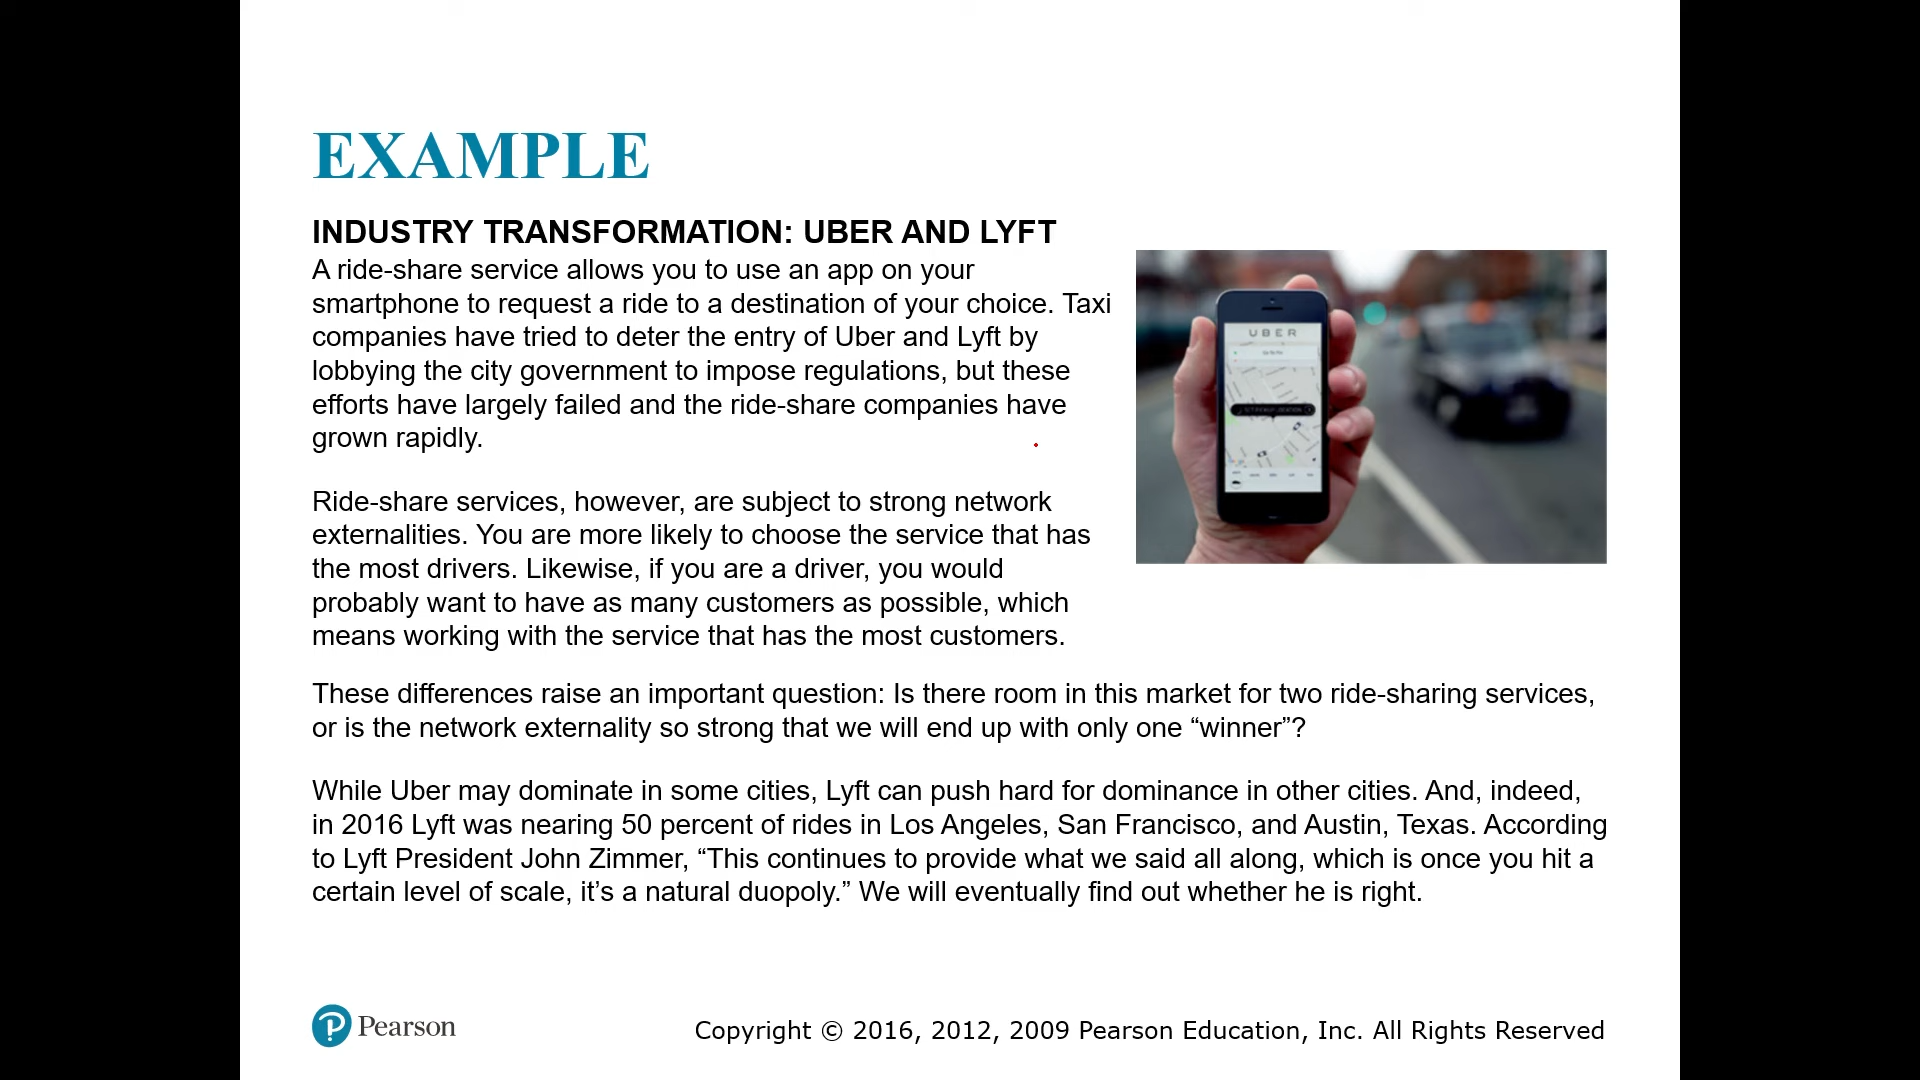 EXAMPLE
INDUSTRY TRANSFORMATION: UBER AND LYFT
A ride-share service allows you to use an app on your
smartphone to request a ride to a destination of your choice. Taxi
companies have tried to deter the entry of Uber and Lyft by
lobbying the city government to impose regulations, but these
efforts have largely failed and the ride-share companies have
grown rapidly.
Ride-share services, however, are subject to strong network
externalities. You are more likely to choose the service that has
the most drivers. Likewise, if you are a driver, you would
probably want to have as many customers as possible, which
means working with the service that has the most customers.
UBER
These differences raise an important question: Is there room in this market for two ride-sharing services,
or is the network externality so strong that we will end up with only one “winner”?
While Uber may dominate in some cities, Lyft can push hard for dominance in other cities. And, indeed,
in 2016 Lyft was nearing 50 percent of rides in Los Angeles, San Francisco, and Austin, Texas. According
to Lyft President John Zimmer, “This continues to provide what we said all along, which is once you hit a
certain level of scale, it’s a natural duopoly.” We will eventually find out whether he is right.
Pearson
Copyright © 2016, 2012, 2009 Pearson Education, Inc. All Rights Reserved